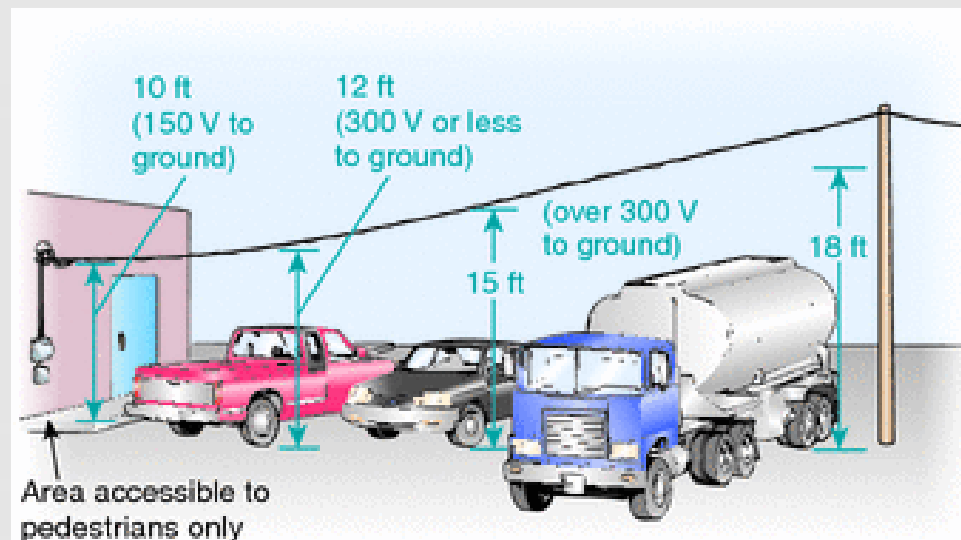 10 ft
(150 V to
ground)
12 ft
(300 V or less
to ground)
(over 300 V
to ground)
15 ft
18 ft
Area accessible to
pedestrians only